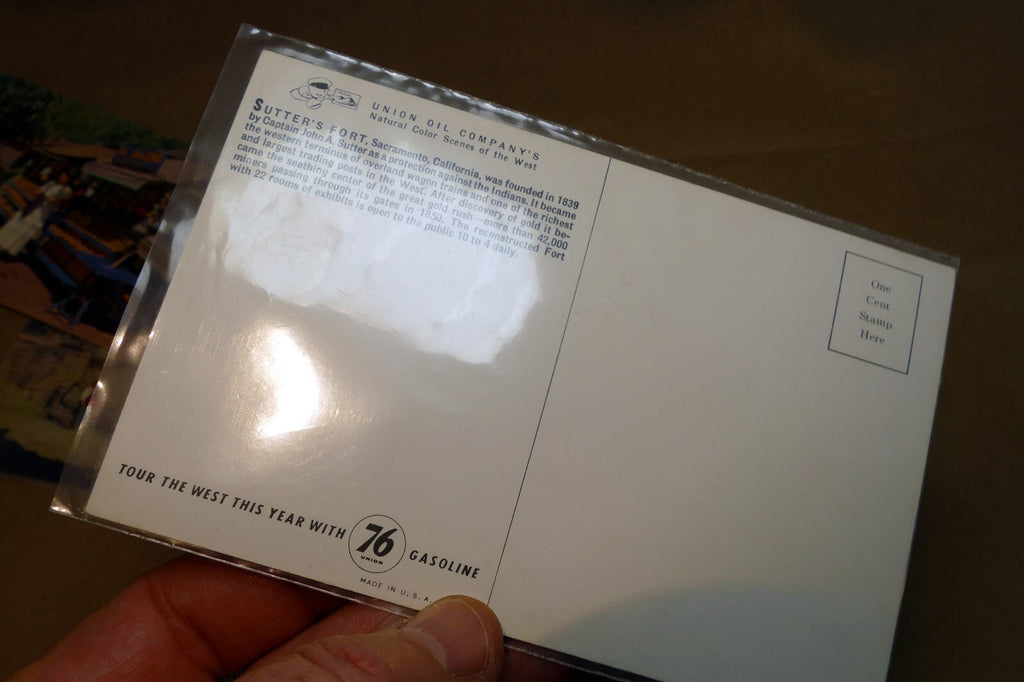 UNION OIL COMPANY'S
Natural Color Scenes of the West
SUTTER'S FORT, Sacramento, California, was founded in 1839
by Captain John A. Sutter as a protection against the Indians. It became
the western terminus of overland wagon trains and one of the richest
and largest trading posts in the West. After discovery of gold it be-
came the seething center of the great gold rush—more than 42,000
miners passing through its gates in 1850. The reconstructed Fort
with 22 rooms of exhibits is open to the public 10 to 4 daily.
One
Cent
Stamp
Here
TOUR THE WEST THIS YEAR WITH 76 UNION GASOLINE
MADE IN U. S. A.